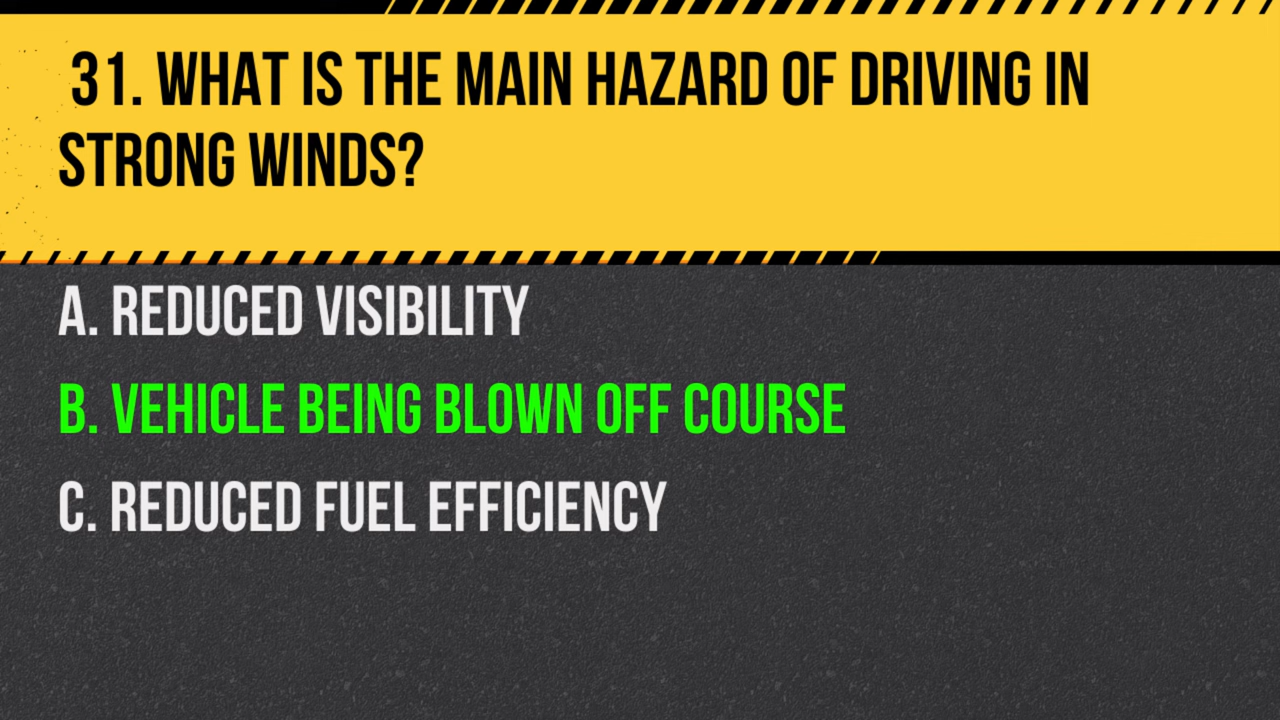 31. WHAT IS THE MAIN HAZARD OF DRIVING IN
STRONG WINDS?
A. REDUCED VISIBILITY
B. VEHICLE BEING BLOWN OFF COURSE
C. REDUCED FUEL EFFICIENCY